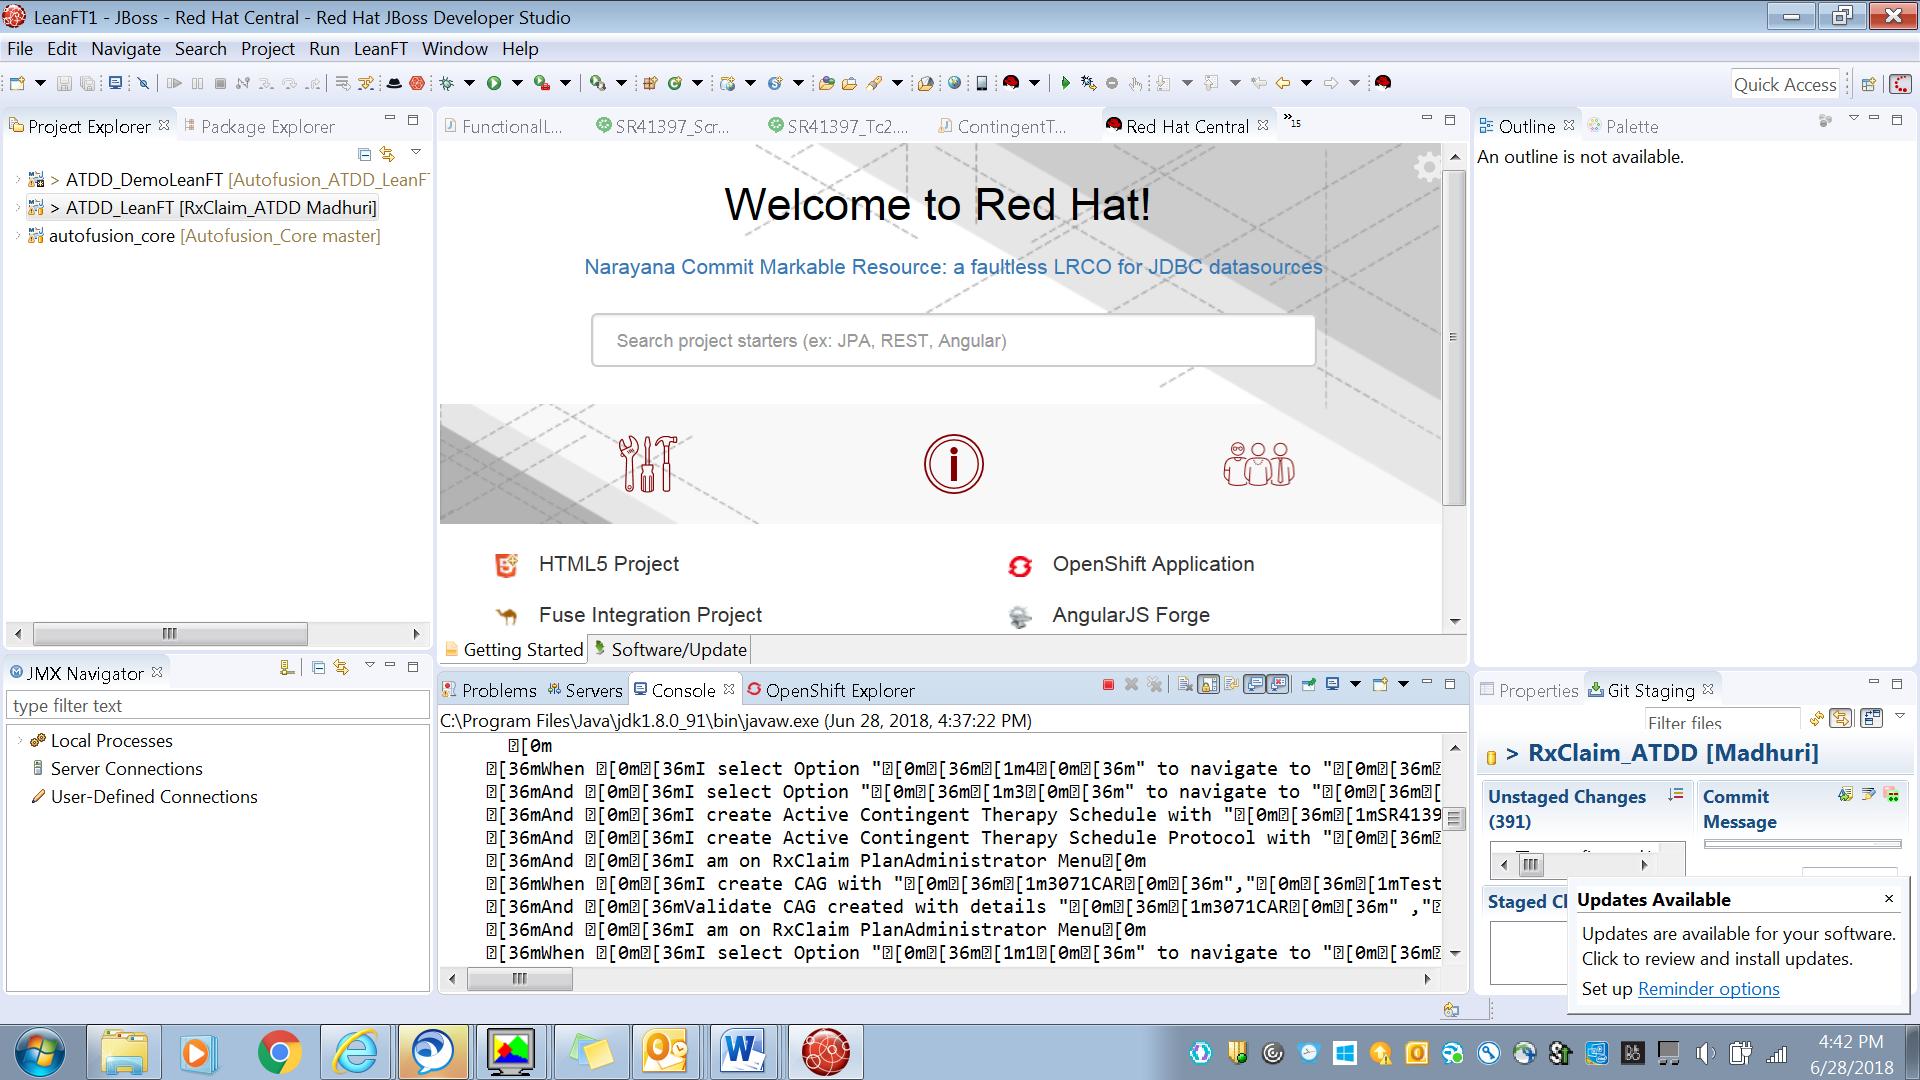 LeanFT1 - JBoss - Red Hat Central - Red Hat JBoss Developer Studio
File Edit Navigate Search Project Run LeanFT Window Help
Quick Access
Project Explorer Package Explorer
> ATDD_DemoLeanFT [Autofusion_ATDD_LeanFT
> ATDD_LeanFT [RxClaim_ATDD Madhuri]
autofusion_core [Autofusion_Core master]
FunctionalL... SR41397_Scr... SR41397_Tc2.... ContingentT... Red Hat Central »15
Welcome to Red Hat!
Narayana Commit Markable Resource: a faultless LRCO for JDBC datasources
Search project starters (ex: JPA, REST, Angular)
HTML5 Project OpenShift Application
Fuse Integration Project AngularJS Forge
Getting Started Software/Update
Outline Palette
An outline is not available.
JMX Navigator
type filter text
Local Processes
Server Connections
User-Defined Connections
Problems Servers Console OpenShift Explorer
C:\Program Files\Java\jdk1.8.0_91\bin\javaw.exe (Jun 28, 2018, 4:37:22 PM)
[0m
[36mWhen [0m[36mI select Option "[0m[36m[1m4[0m[36m" to navigate to "[0m[36m
[36mAnd [0m[36mI select Option "[0m[36m[1m3[0m[36m" to navigate to "[0m[36m[
[36mAnd [0m[36mI create Active Contingent Therapy Schedule with "[0m[36m[1mSR4139
[36mAnd [0m[36mI create Active Contingent Therapy Schedule Protocol with "[0m[36m
[36mAnd [0m[36mI am on RxClaim PlanAdministrator Menu[0m
[36mWhen [0m[36mI create CAG with "[0m[36m[1m3071CAR[0m[36m","[0m[36m[1mTest
[36mAnd [0m[36mValidate CAG created with details "[0m[36m[1m3071CAR[0m[36m" ,"
[36mAnd [0m[36mI am on RxClaim PlanAdministrator Menu[0m
[36mWhen [0m[36mI select Option "[0m[36m[1m1[0m[36m" to navigate to "[0m[36m
Properties Git Staging
Filter files
> RxClaim_ATDD [Madhuri]
Unstaged Changes (391)
Commit Message
Staged Cl
Updates Available
Updates are available for your software.
Click to review and install updates.
Set up Reminder options
4:42 PM
6/28/2018